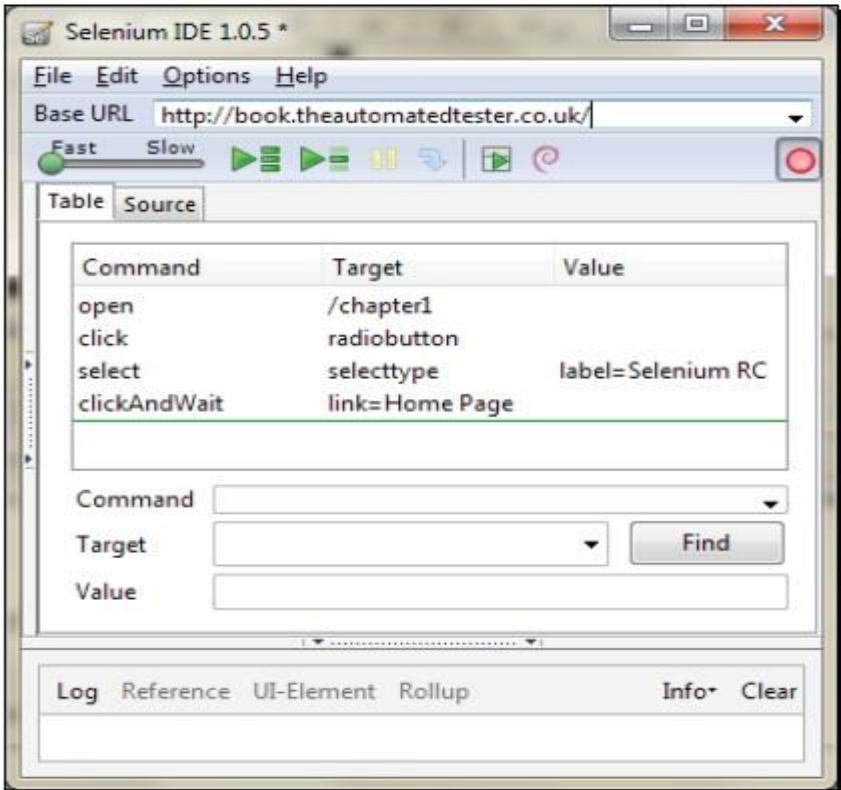 Selenium IDE 1.0.5 *
File Edit Options Help
Base URL http://book.theautomatedtester.co.uk/
Fast Slow
Table Source
Command Target Value
open /chapter1
click radiobutton
select selecttype label=Selenium RC
clickAndWait link=Home Page
Command
Target Find
Value
Log Reference UI-Element Rollup Info Clear